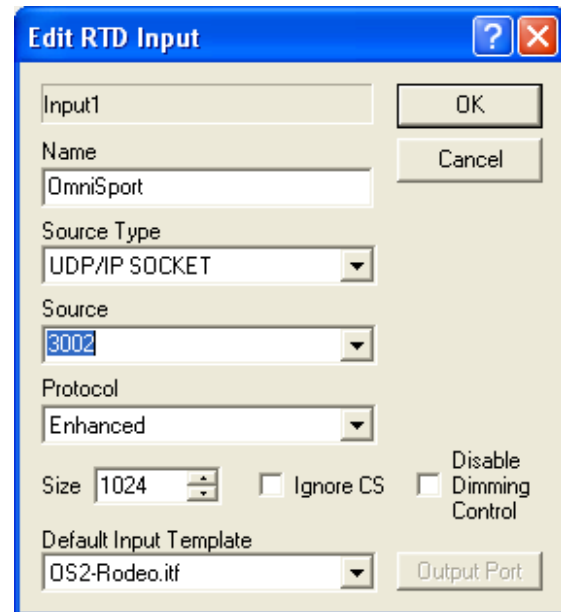 Edit RTD Input
Input1
OK
Name
Cancel
OmniSport
Source Type
UDP/IP SOCKET
Source
3002
Protocol
Enhanced
Size 1024 Ignore CS Disable Dimming Control
Default Input Template
OS2-Rodeo.itf
Output Port